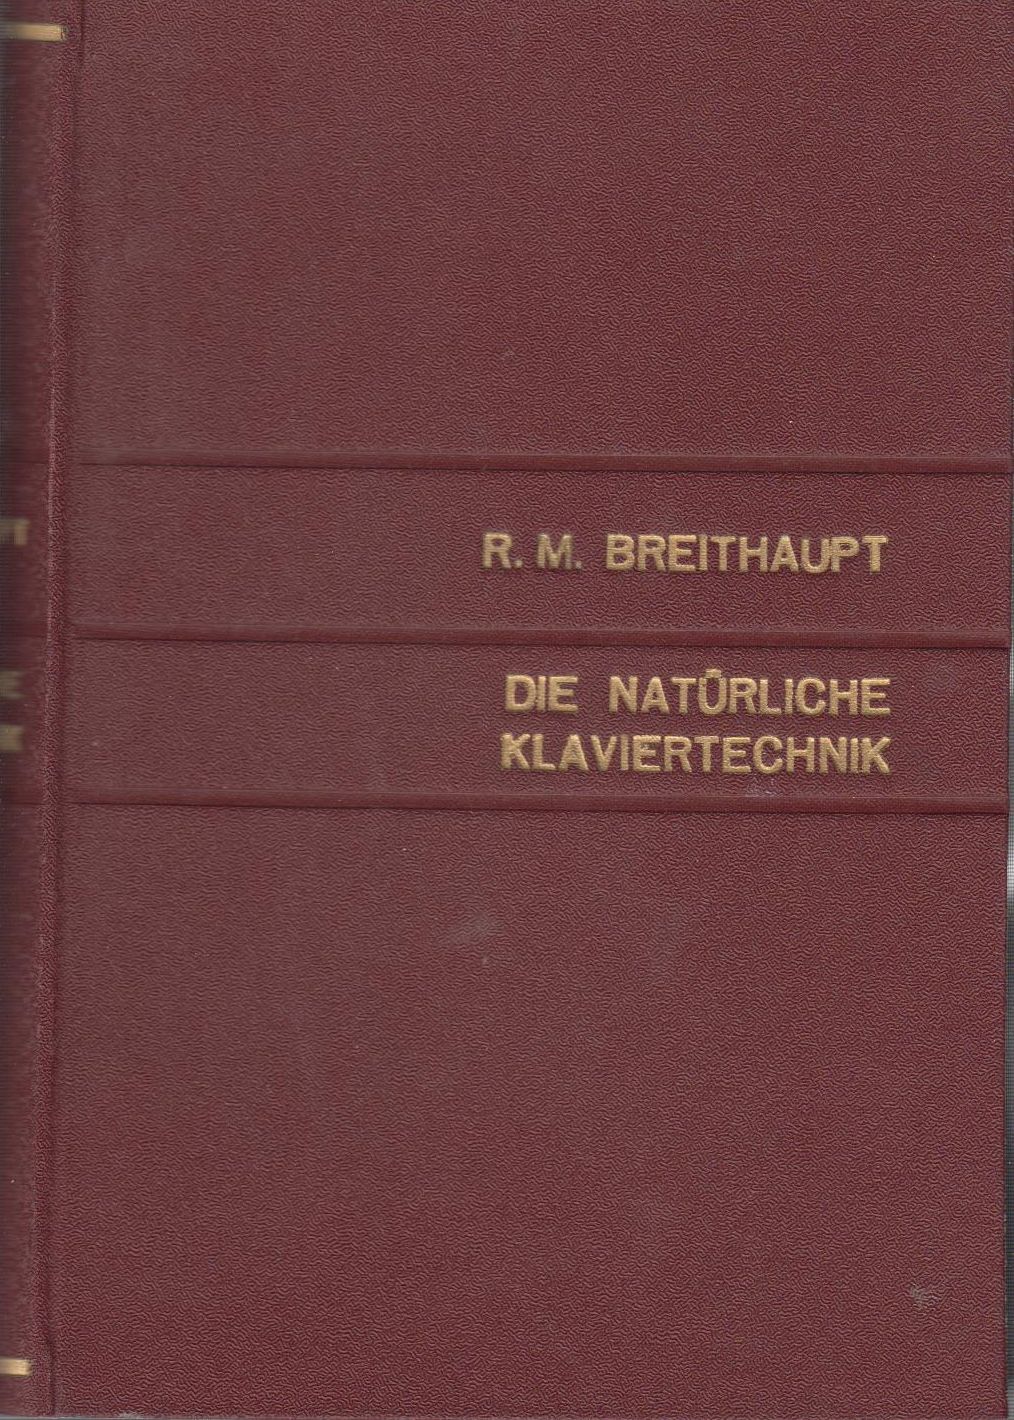 R. M. BREITHAUPT
DIE NATÜRLICHE
KLAVIERTECHNIK